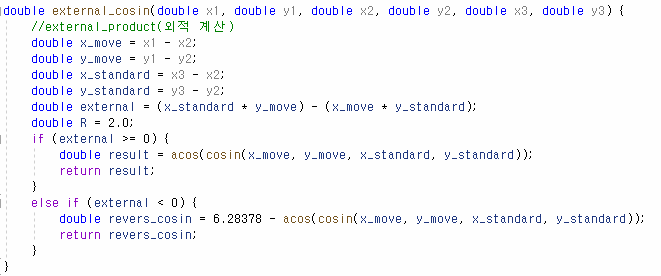 double external_cosin(double x1, double y1, double x2, double y2, double x3, double y3) {
//external_product(외적 계산)
double x_move = x1 - x2;
double y_move = y1 - y2;
double x_standard = x3 - x2;
double y_standard = y3 - y2;
double external = (x_standard * y_move) - (x_move * y_standard);
double R = 2.0;
if (external >= 0) {
double result = acos(cosin(x_move, y_move, x_standard, y_standard));
return result;
}
else if (external < 0) {
double revers_cosin = 6.28378 - acos(cosin(x_move, y_move, x_standard, y_standard));
return revers_cosin;
}
}